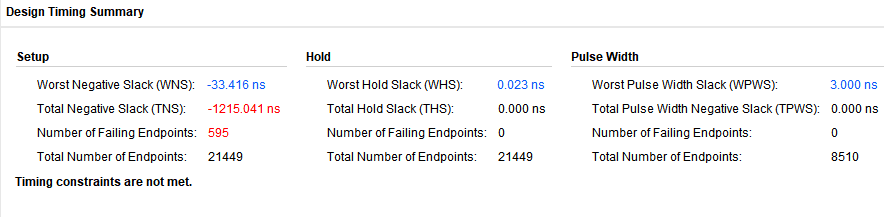 Design Timing Summary
Setup Hold Pulse Width
Worst Negative Slack (WNS): -33.416 ns Worst Hold Slack (WHS): 0.023 ns Worst Pulse Width Slack (WPWS): 3.000 ns
Total Negative Slack (TNS): -1215.041 ns Total Hold Slack (THS): 0.000 ns Total Pulse Width Negative Slack (TPWS): 0.000 ns
Number of Failing Endpoints: 595 Number of Failing Endpoints: 0 Number of Failing Endpoints: 0
Total Number of Endpoints: 21449 Total Number of Endpoints: 21449 Total Number of Endpoints: 8510
Timing constraints are not met.